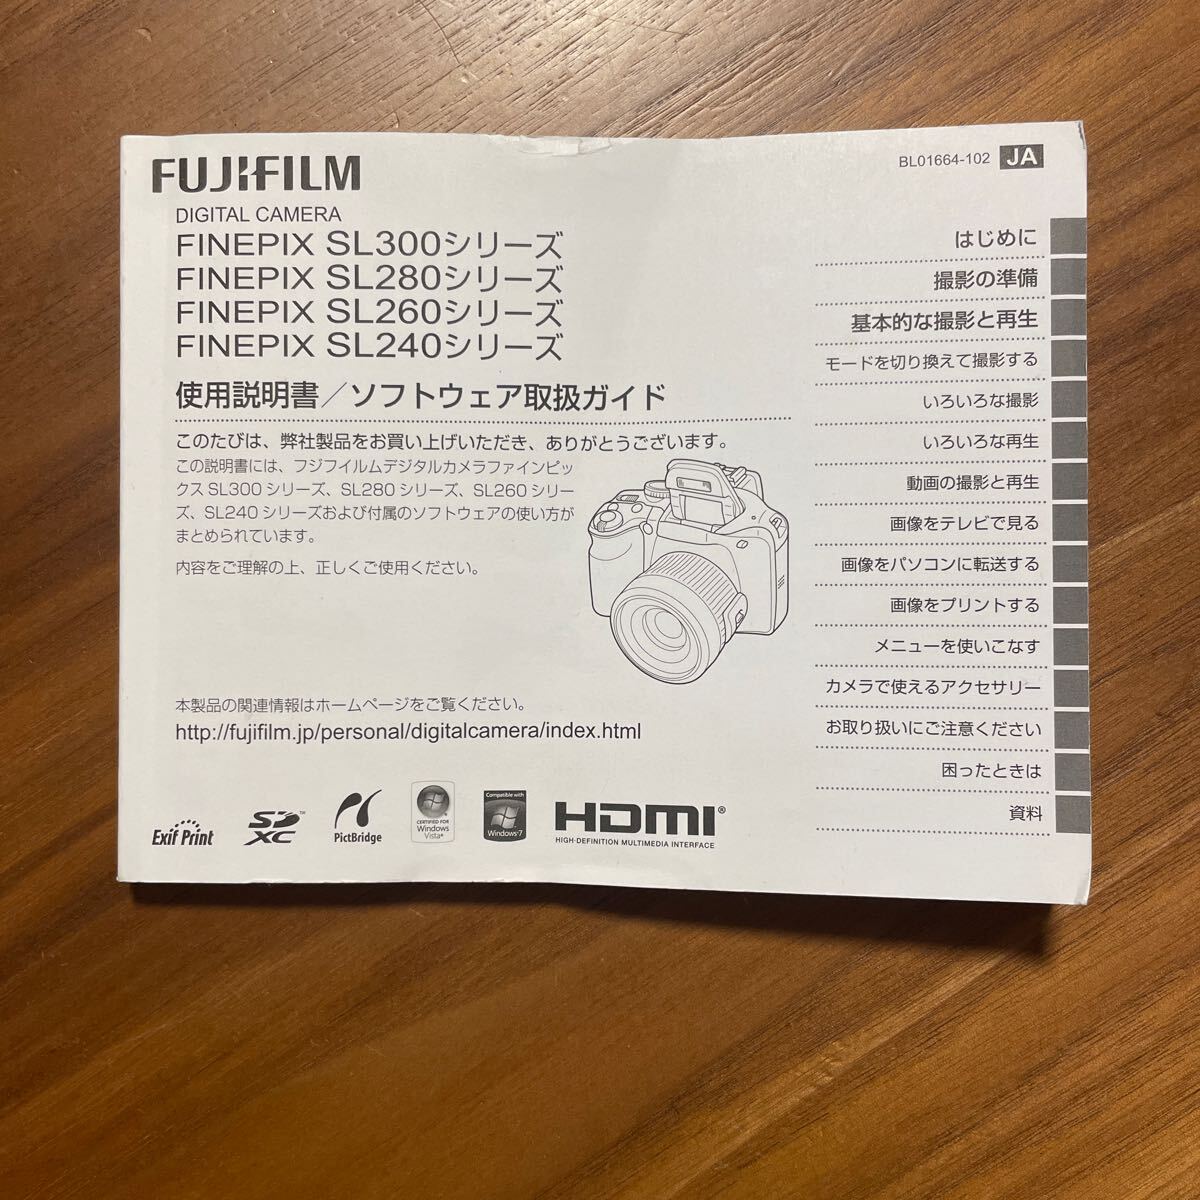 FUJIFILM
BL01664-102 JA
DIGITAL CAMERA
FINEPIX SL300シリーズ
FINEPIX SL280シリーズ
FINEPIX SL260シリーズ
FINEPIX SL240シリーズ
使用説明書/ソフトウェア取扱ガイド
このたびは、弊社製品をお買い上げいただき、ありがとうございます。
この説明書には、フジフイルムデジタルカメラファインピッ
クス SL300 シリーズ、SL280 シリーズ、SL260 シリー
ズ、SL240 シリーズおよび付属のソフトウェアの使い方が
まとめられています。
内容をご理解の上、正しくご使用ください。
本製品の関連情報はホームページをご覧ください。
http://fujifilm.jp/personal/digitalcamera/index.html
Exif Print
SD XC™
PictBridge
CERTIFIED FOR
Windows
Vista®
Compatible with
Windows®7
HDMI®
HIGH-DEFINITION MULTIMEDIA INTERFACE
はじめに
撮影の準備
基本的な撮影と再生
モードを切り換えて撮影する
いろいろな撮影
いろいろな再生
動画の撮影と再生
画像をテレビで見る
画像をパソコンに転送する
画像をプリントする
メニューを使いこなす
カメラで使えるアクセサリー
お取り扱いにご注意ください
困ったときは
資料